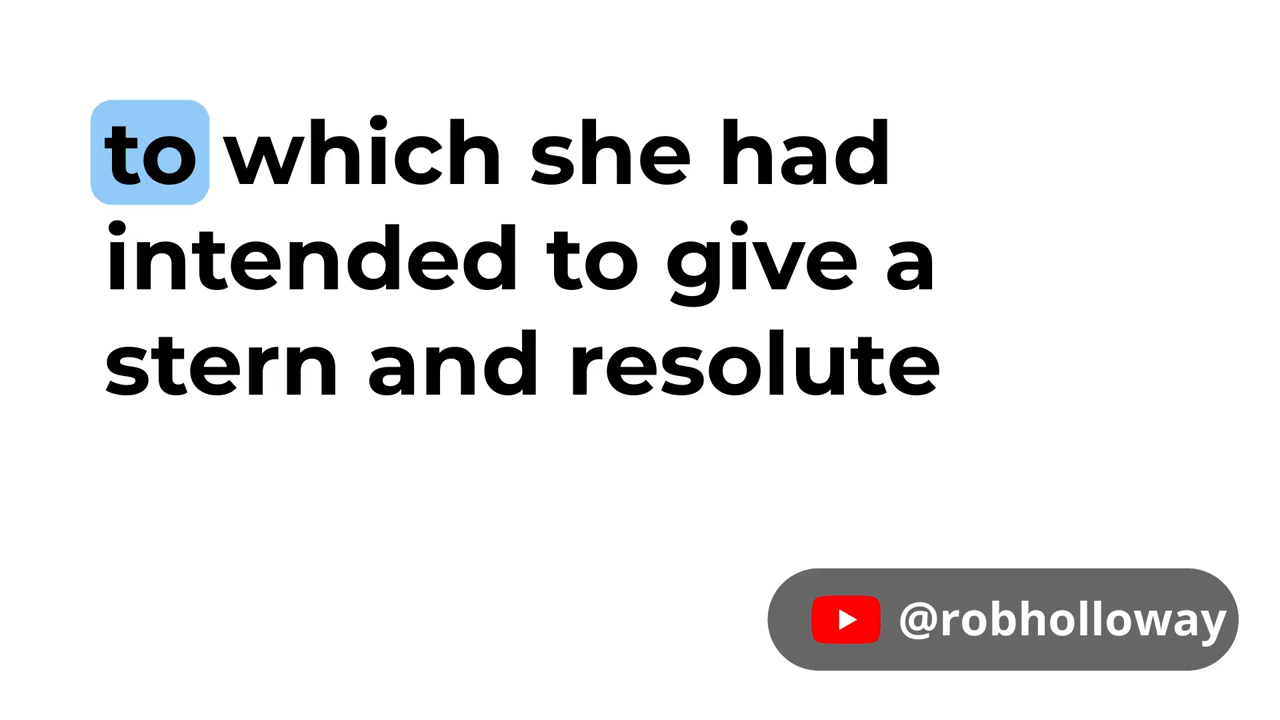 to which she had
intended to give a
stern and resolute
@robholloway